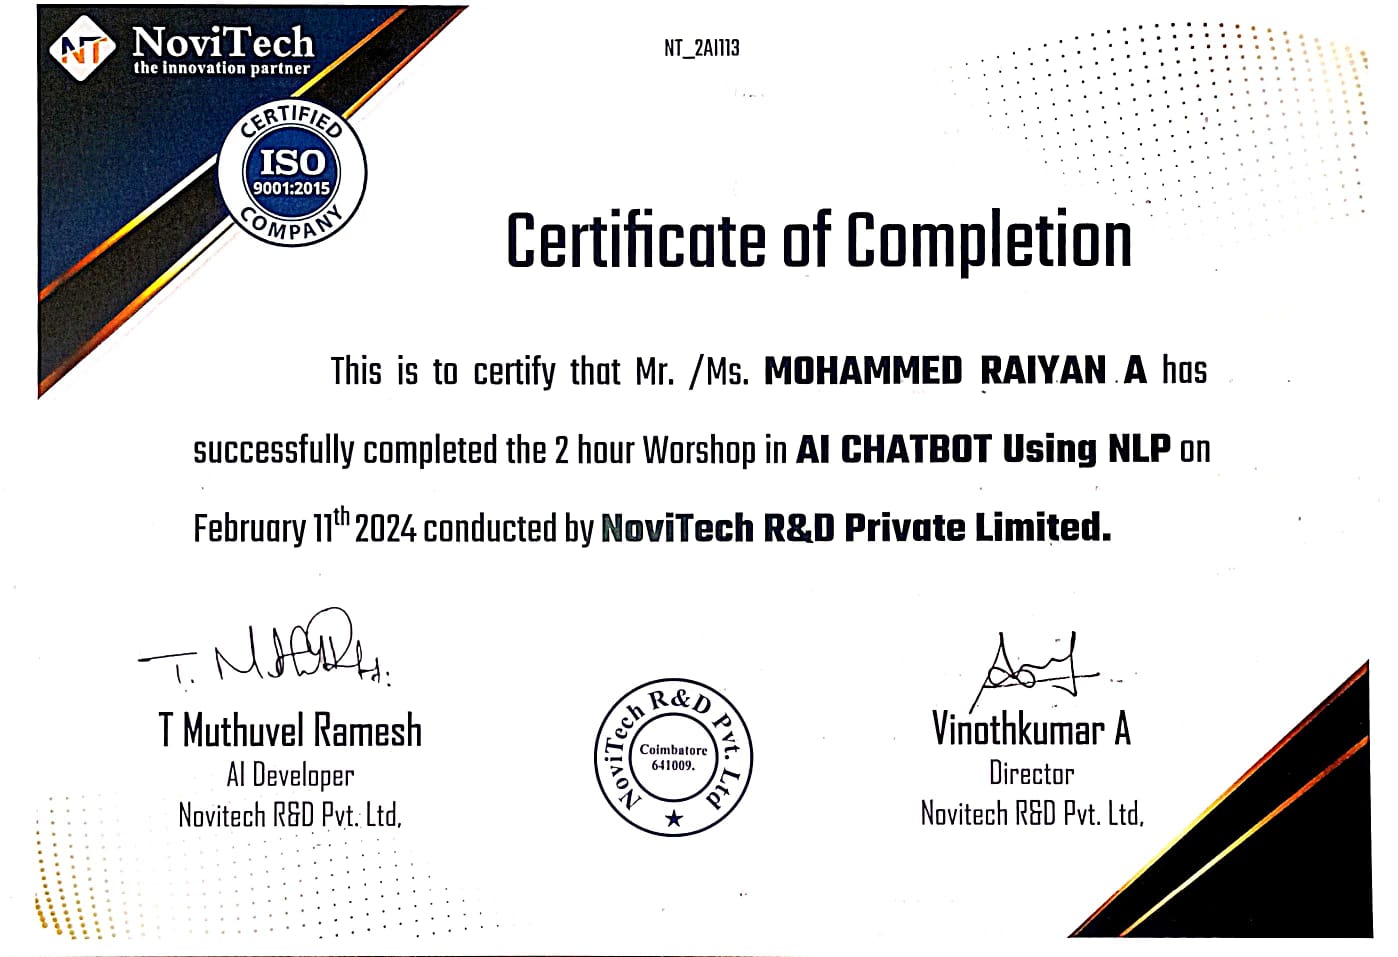 NT
NoviTech
the innovation partner
NT_2AI113
CERTIFIED
ISO
9001:2015
COMPANY
Certificate of Completion
This is to certify that Mr. /Ms. MOHAMMED RAIYAN A has
successfully completed the 2 hour Worshop in AI CHATBOT Using NLP on
February 11th 2024 conducted by NoviTech R&D Private Limited.
T Muthuvel Ramesh
AI Developer
Novitech R&D Pvt. Ltd,
NoviTech R&D Pvt. Ltd
Coimbatore
641009.
Vinothkumar A
Director
Novitech R&D Pvt. Ltd,